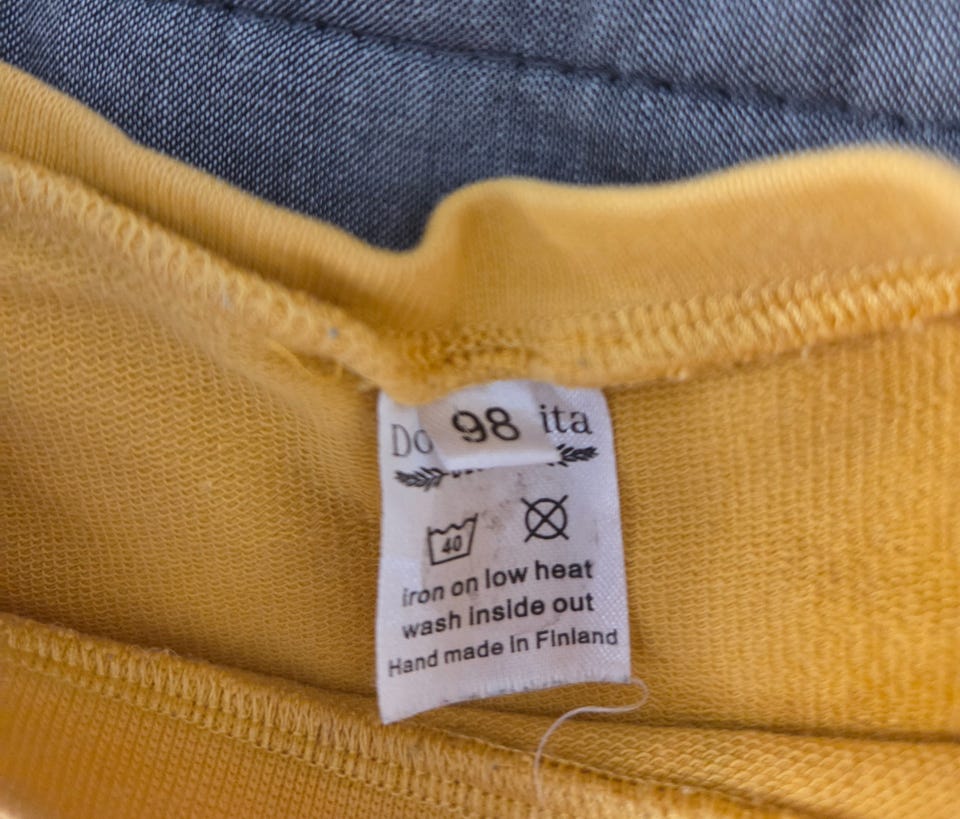 Do 98 ita
40
iron on low heat
wash inside out
Hand made in Finland